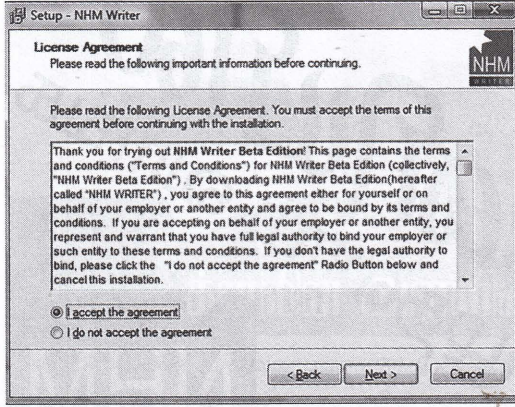 Setup - NHM Writer
License Agreement
Please read the following important information before continuing.
NHM
WRITER
Please read the following License Agreement. You must accept the terms of this
agreement before continuing with the installation.
Thank you for trying out NHM Writer Beta Edition! This page contains the terms
and conditions ("Terms and Conditions") for NHM Writer Beta Edition (collectively,
"NHM Writer Beta Edition") . By downloading NHM Writer Beta Edition(hereafter
called "NHM WRITER") , you agree to this agreement either for yourself or on
behalf of your employer or another entity and agree to be bound by its terms and
conditions. If you are accepting on behalf of your employer or another entity, you
represent and warrant that you have full legal authority to bind your employer or
such entity to these terms and conditions. If you don't have the legal authority to
bind, please click the "I do not accept the agreement" Radio Button below and
cancel this installation.
I accept the agreement
I do not accept the agreement
< Back Next > Cancel